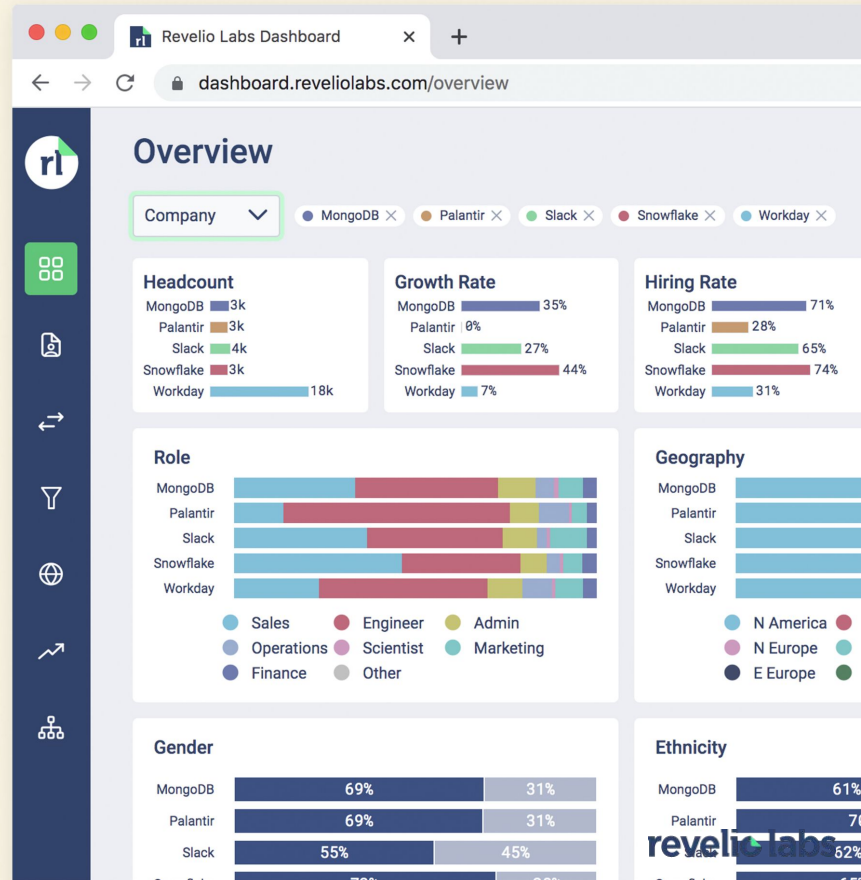 rl Revelio Labs Dashboard
dashboard.reveliolabs.com/overview
rl
Overview
Company
MongoDB
Palantir
Slack
Snowflake
Workday
Headcount
MongoDB 3k
Palantir 3k
Slack 4k
Snowflake 3k
Workday 18k
Growth Rate
MongoDB 35%
Palantir 0%
Slack 27%
Snowflake 44%
Workday 7%
Hiring Rate
MongoDB 71%
Palantir 28%
Slack 65%
Snowflake 74%
Workday 31%
Role
MongoDB
Palantir
Slack
Snowflake
Workday
Sales Engineer Admin
Operations Scientist Marketing
Finance Other
Geography
MongoDB
Palantir
Slack
Snowflake
Workday
N America
N Europe
E Europe
Gender
MongoDB 69% 31%
Palantir 69% 31%
Slack 55% 45%
Ethnicity
MongoDB 61%
Palantir
Slack 62%
revelio labs